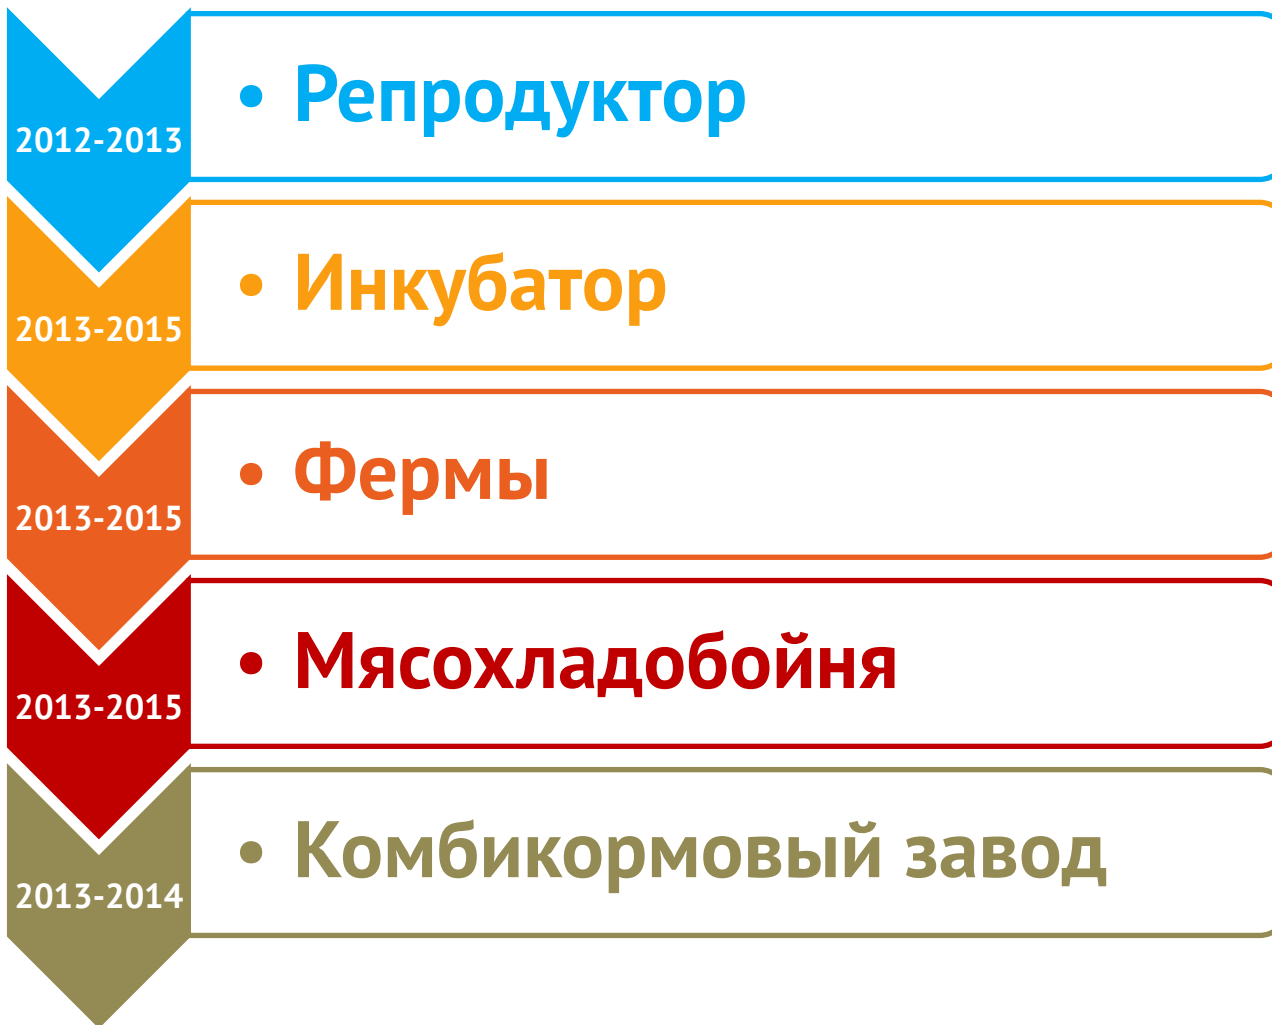 2012-2013
• Репродуктор
2013-2015
• Инкубатор
2013-2015
• Фермы
2013-2015
• Мясохладобойня
2013-2014
• Комбикормовый завод